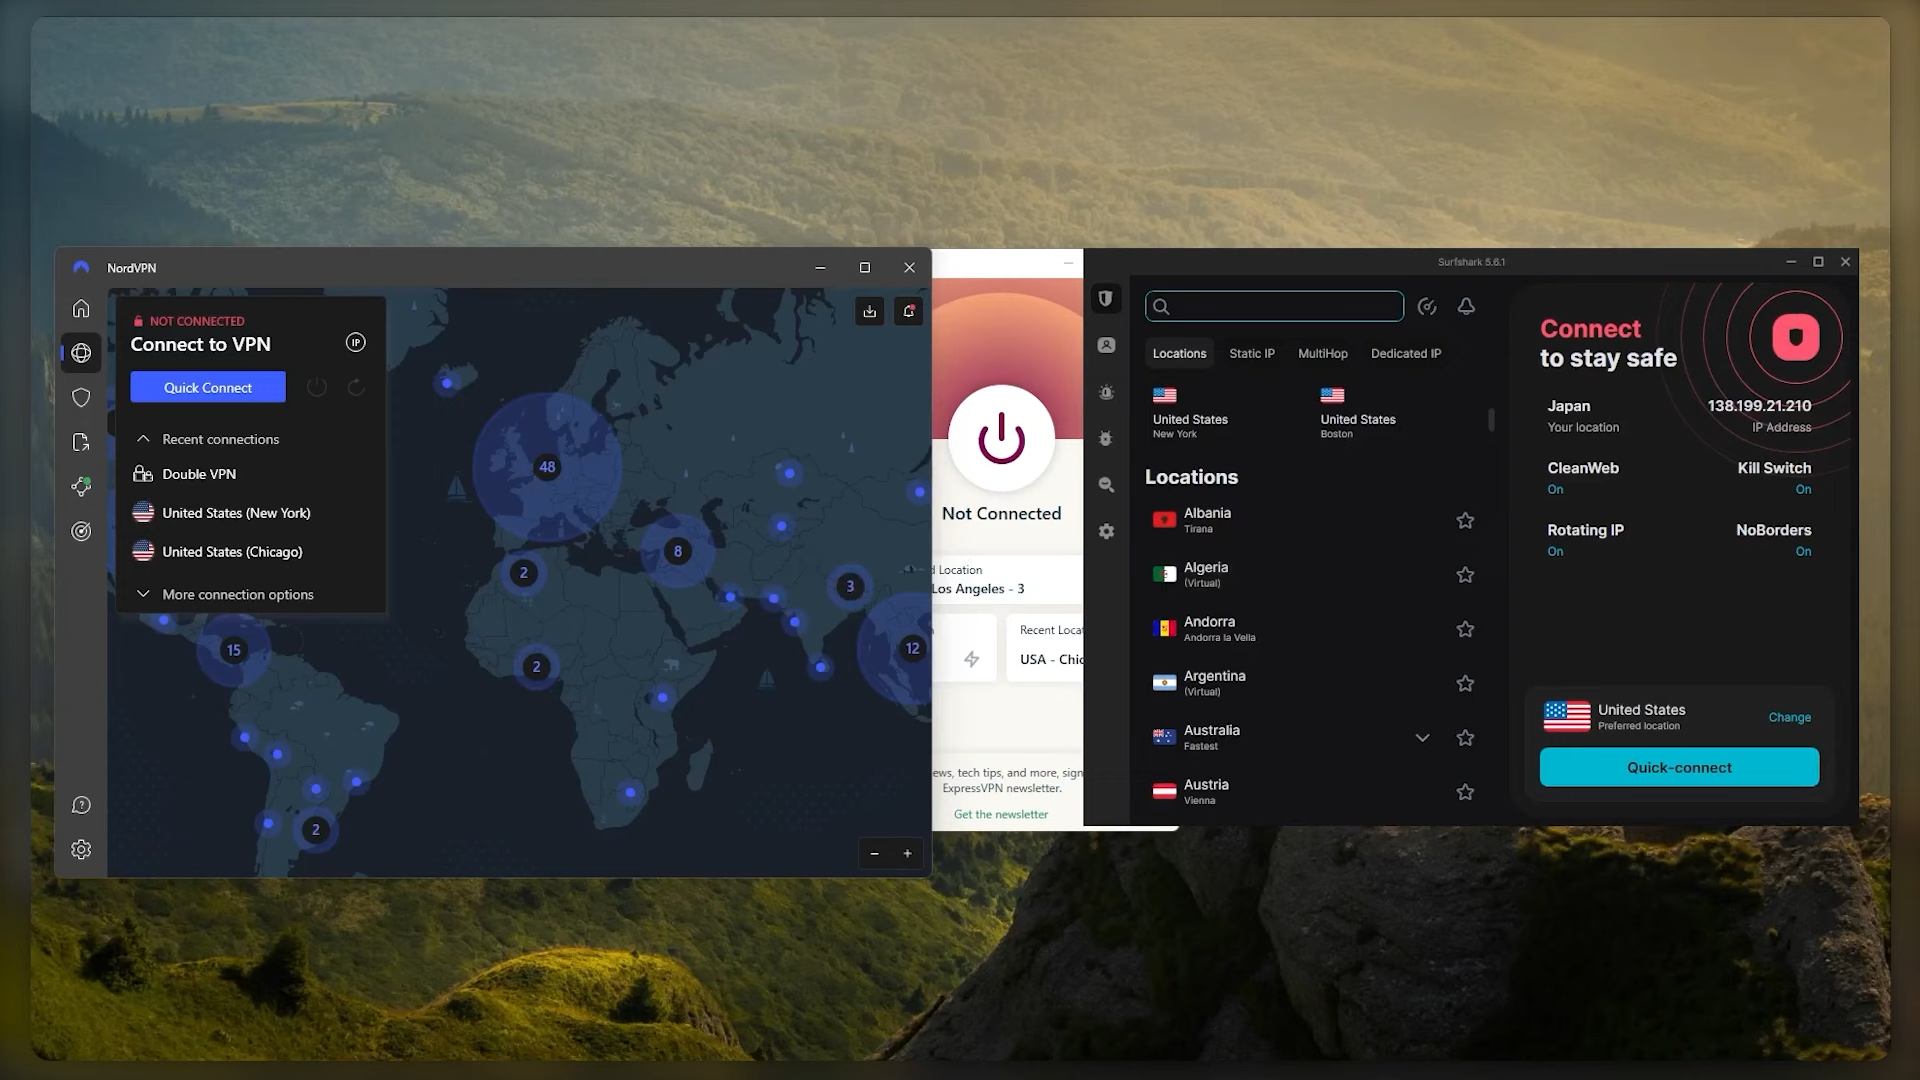 NordVPN
NOT CONNECTED
Connect to VPN
IP
Quick Connect
Recent connections
Double VPN
United States (New York)
United States (Chicago)
More connection options
48
8
2
3
2
12
15
2
Not Connected
d Location
Los Angeles - 3
Recent Locat
USA - Chic
ews, tech tips, and more, sign
ExpressVPN newsletter.
Get the newsletter
Surfshark 5.6.1
Locations
Static IP
MultiHop
Dedicated IP
United States
New York
United States
Boston
Locations
Albania
Tirana
Algeria
(Virtual)
Andorra
Andorra la Vella
Argentina
(Virtual)
Australia
Fastest
Austria
Vienna
Connect
to stay safe
Japan
138.199.21.210
Your location
IP Address
CleanWeb
Kill Switch
On
On
Rotating IP
NoBorders
On
On
United States
Preferred location
Change
Quick-connect